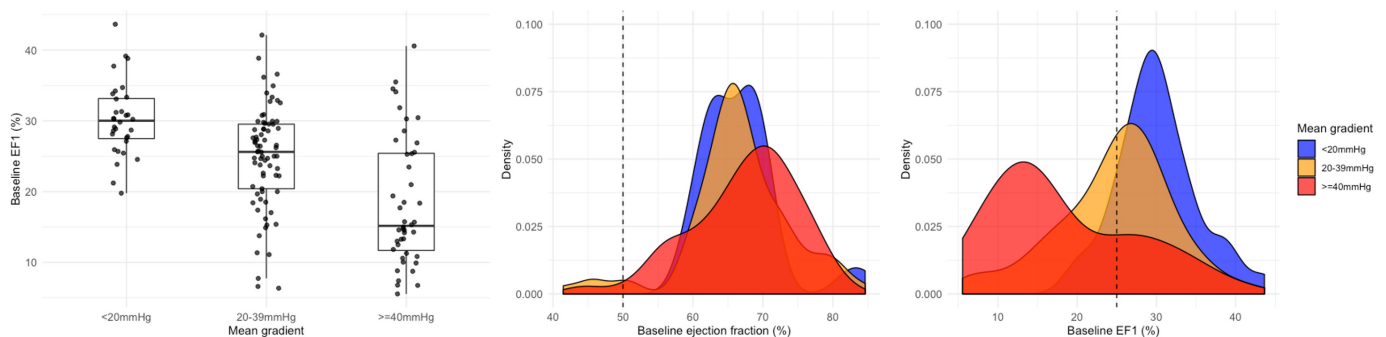 Baseline EF1 (%)
40
30
20
10
<20mmHg
20-39mmHg
>=40mmHg
Mean gradient
Density
0.100
0.075
0.050
0.025
0.000
40
50
60
70
80
Baseline ejection fraction (%)
Density
0.100
0.075
0.050
0.025
0.000
10
20
30
40
Baseline EF1 (%)
Mean gradient
<20mmHg
20-39mmHg
>=40mmHg